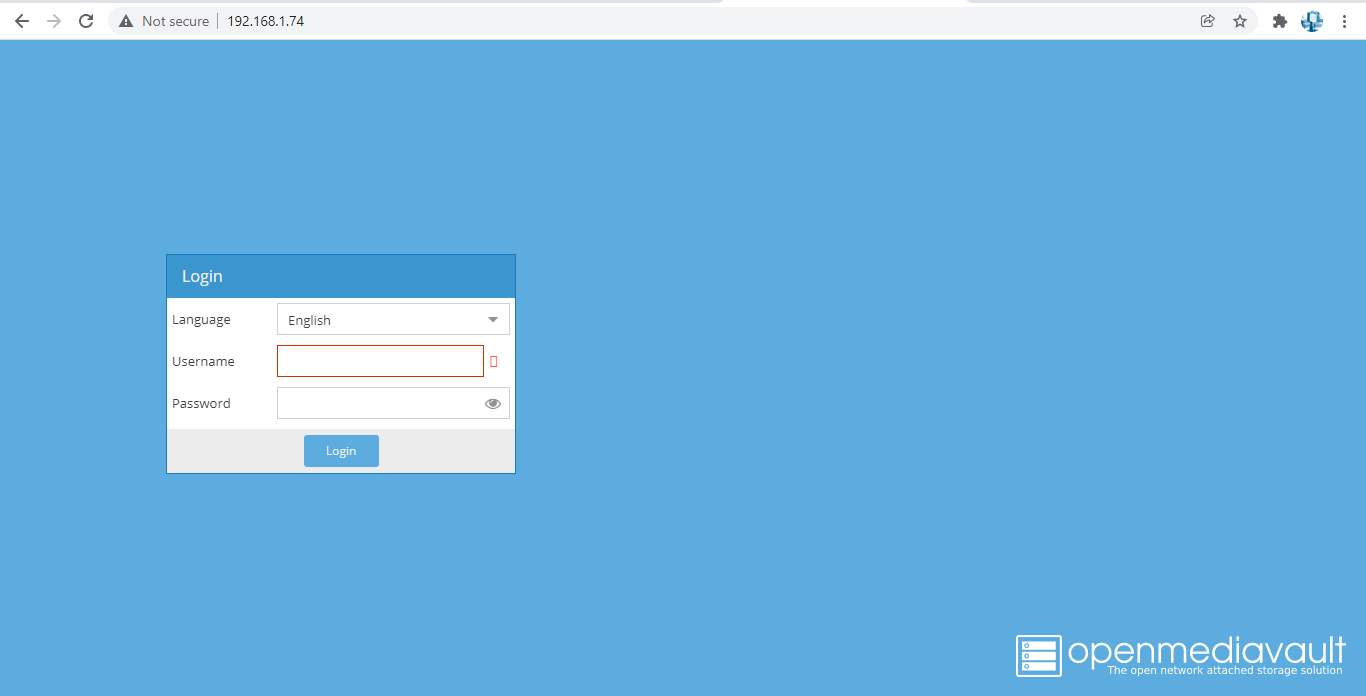 Not secure 192.168.1.74
Login
Language English
Username
Password
Login
openmediavault
The open network attached storage solution